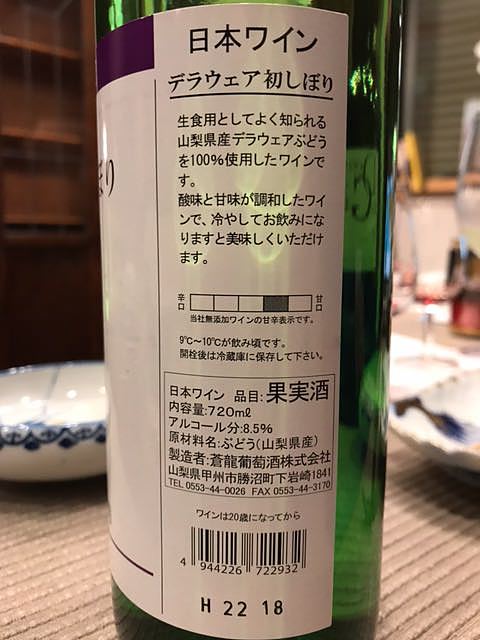 日本ワイン
デラウェア初しぼり
生食用としてよく知られる
山梨県産デラウェアぶどう
を100%使用したワインで
す。
酸味と甘味が調和したワイ
ンで、冷やしてお飲みにな
りますと美味しくいただけ
ます。
辛口 甘口
当社無添加ワインの甘辛表示です。
9℃~10℃が飲み頃です。
開栓後は冷蔵庫に保存して下さい。
日本ワイン 品目:果実酒
内容量:720mℓ
アルコール分:8.5%
原材料名:ぶどう(山梨県産)
製造者:蒼龍葡萄酒株式会社
山梨県甲州市勝沼町下岩崎1841
TEL 0553-44-0026 FAX 0553-44-3170
ワインは20歳になってから
4 944226 722932
H 22 18